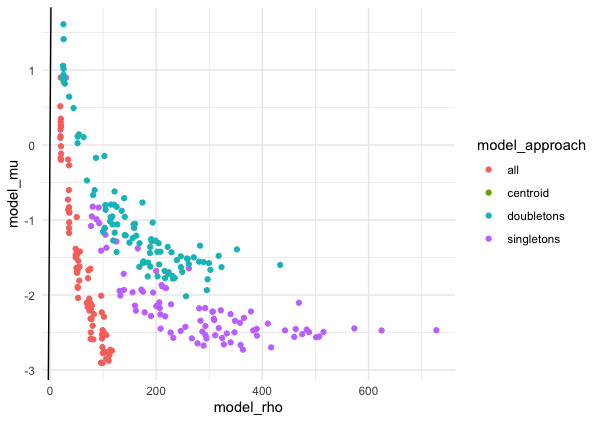 model_mu
1
0
-1
-2
-3
0
200
400
600
model_rho
model_approach
all
centroid
doubletons
singletons